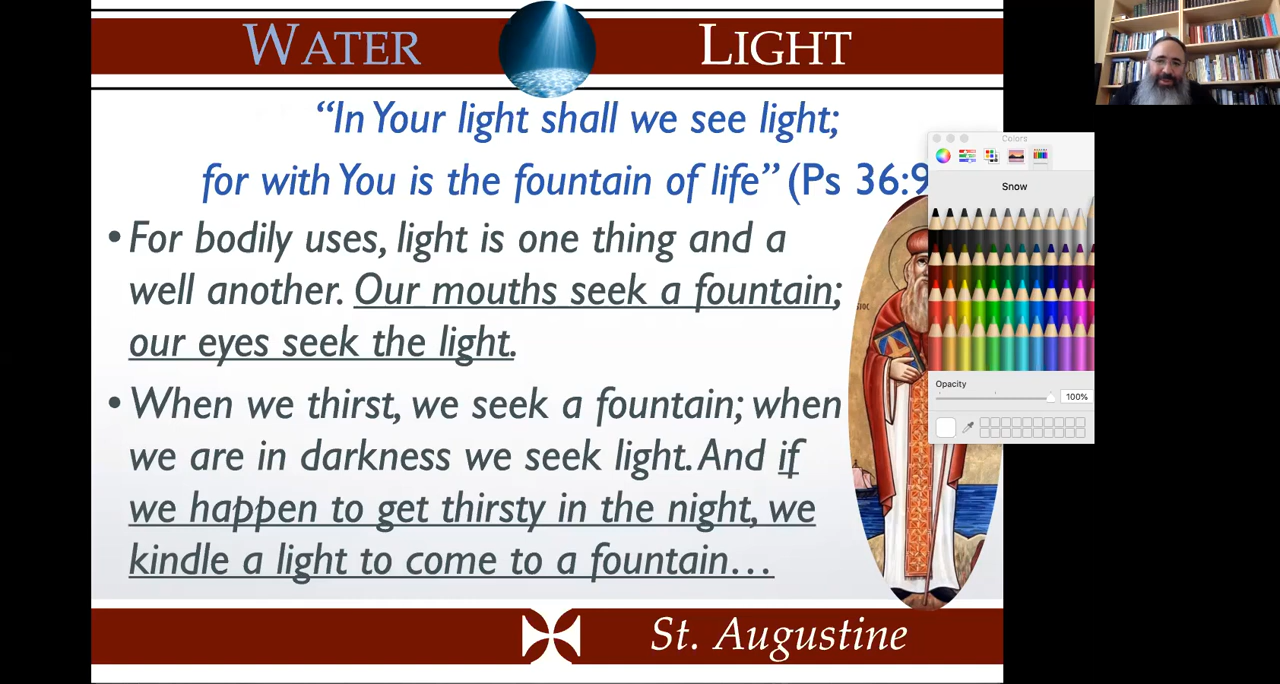 WATER
LIGHT
“In Your light shall we see light;
for with You is the fountain of life” (Ps 36:9
• For bodily uses, light is one thing and a
well another. Our mouths seek a fountain;
our eyes seek the light.
• When we thirst, we seek a fountain; when
we are in darkness we seek light. And if
we happen to get thirsty in the night, we
kindle a light to come to a fountain…
St. Augustine
Colors
Snow
Opacity
100%